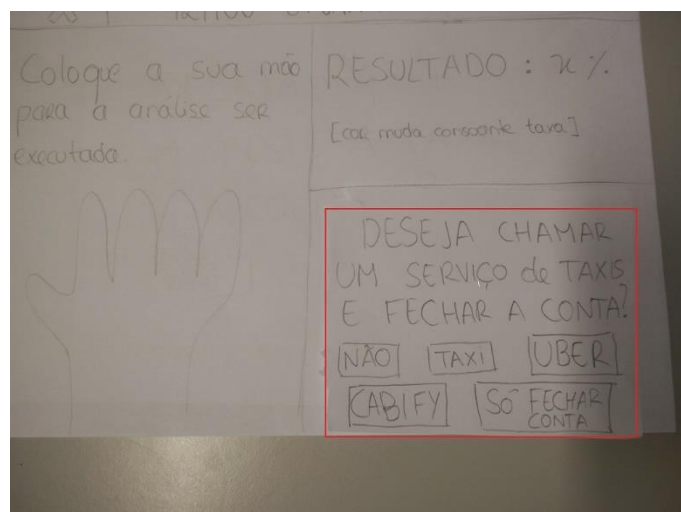 Coloque a sua mão
para a análise ser
executada.
RESULTADO : x %.
[cor muda consoante taxa]
DESEJA CHAMAR
UM SERVIÇO de TAXIS
E FECHAR A CONTA?
NÃO
TAXI
UBER
CABIFY
SÓ FECHAR
CONTA